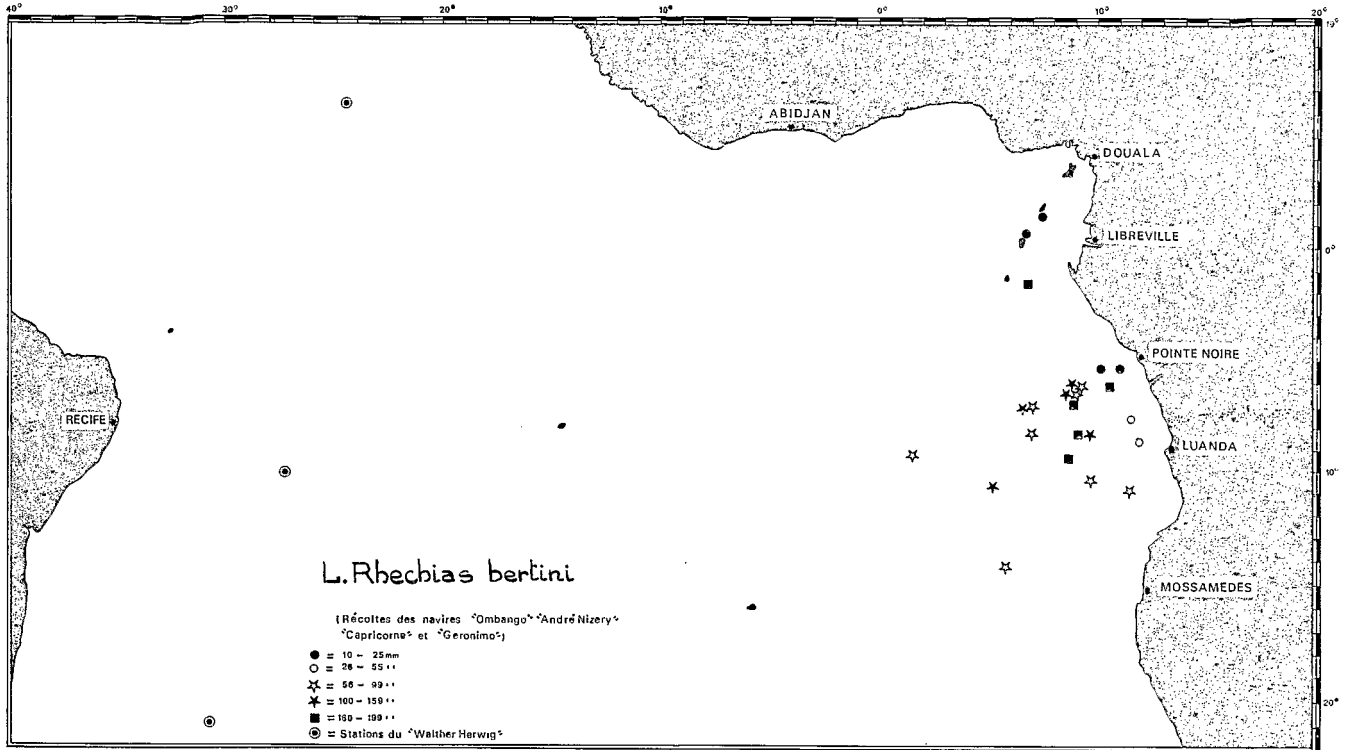 40° 30° 20° 10° 0° 10° 20°
10°
ABIDJAN
DOUALA
LIBREVILLE
0°
POINTE NOIRE
RECIFE
LUANDA
10°
MOSSAMEDES
20°
L. Rhechias bertini
(Récoltes des navires "Ombango" "André Nizery"
"Capricorne" et "Geronimo")
= 10 – 25 mm
= 26 – 55 "
= 56 – 99 "
= 100 – 159 "
= 160 – 199 "
= Stations du "Walther Herwig"